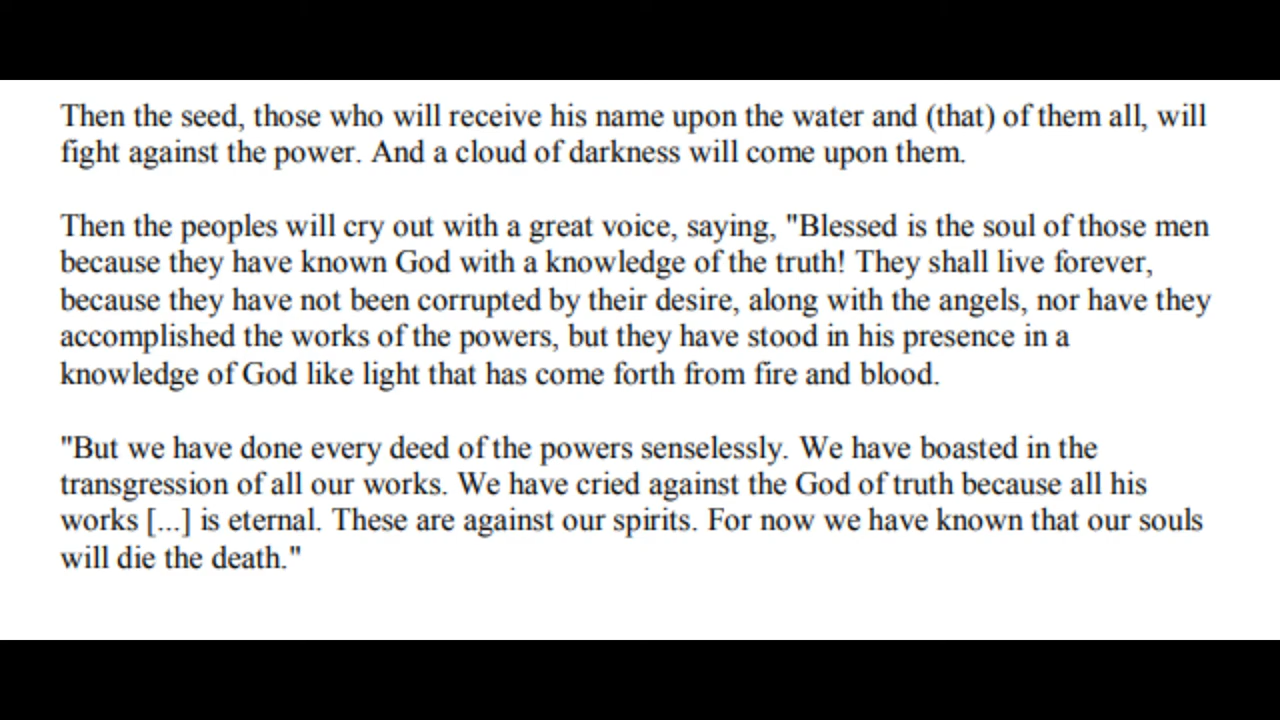 Then the seed, those who will receive his name upon the water and (that) of them all, will
fight against the power. And a cloud of darkness will come upon them.
Then the peoples will cry out with a great voice, saying, "Blessed is the soul of those men
because they have known God with a knowledge of the truth! They shall live forever,
because they have not been corrupted by their desire, along with the angels, nor have they
accomplished the works of the powers, but they have stood in his presence in a
knowledge of God like light that has come forth from fire and blood.
"But we have done every deed of the powers senselessly. We have boasted in the
transgression of all our works. We have cried against the God of truth because all his
works [...] is eternal. These are against our spirits. For now we have known that our souls
will die the death."